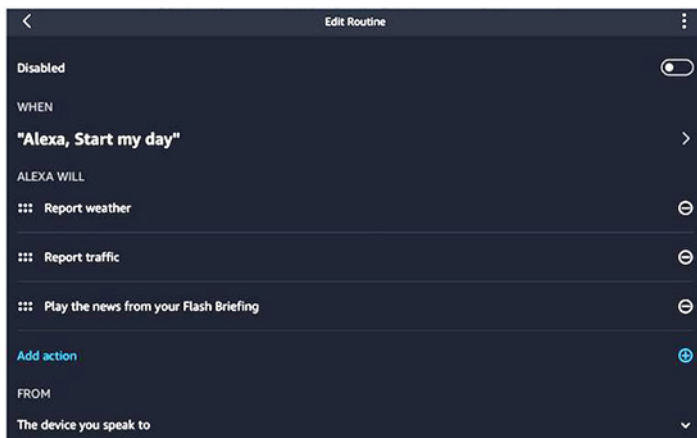 Edit Routine
Disabled
WHEN
"Alexa, Start my day"
ALEXA WILL
Report weather
Report traffic
Play the news from your Flash Briefing
Add action
FROM
The device you speak to